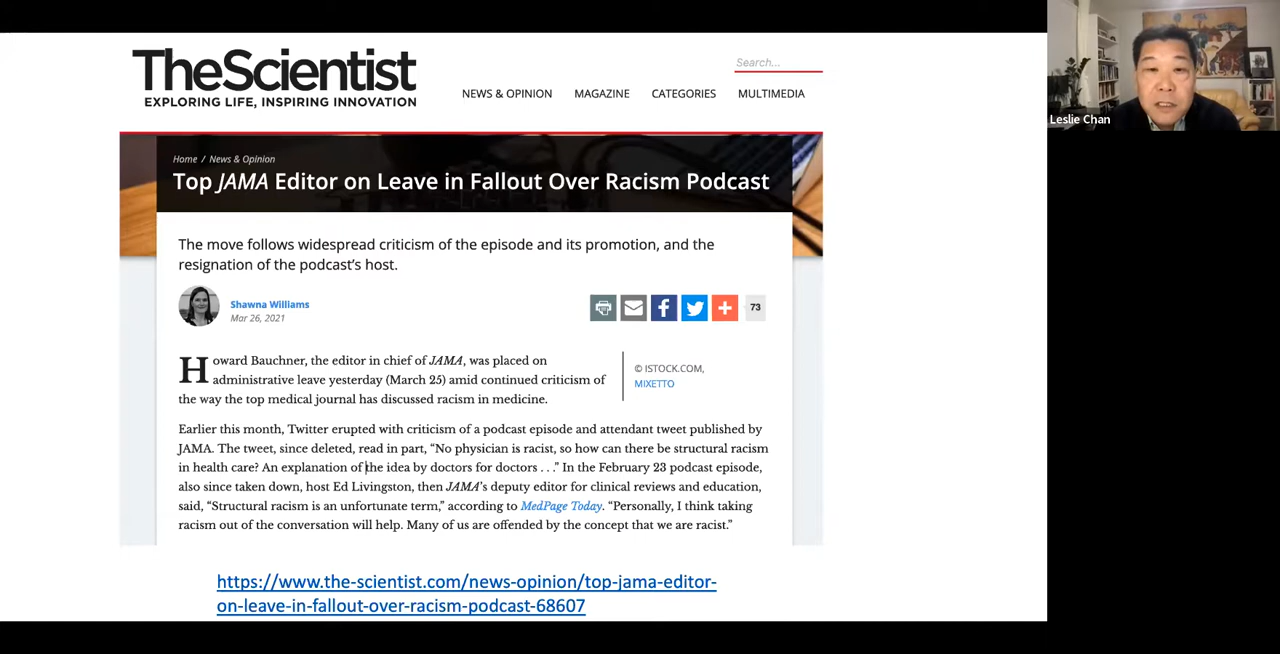 TheScientist
EXPLORING LIFE, INSPIRING INNOVATION
Search...
NEWS & OPINION MAGAZINE CATEGORIES MULTIMEDIA
Leslie Chan
Home / News & Opinion
Top JAMA Editor on Leave in Fallout Over Racism Podcast
The move follows widespread criticism of the episode and its promotion, and the
resignation of the podcast's host.
Shawna Williams
Mar 26, 2021
73
Howard Bauchner, the editor in chief of JAMA, was placed on
administrative leave yesterday (March 25) amid continued criticism of
the way the top medical journal has discussed racism in medicine.
© ISTOCK.COM,
MIXETTO
Earlier this month, Twitter erupted with criticism of a podcast episode and attendant tweet published by
JAMA. The tweet, since deleted, read in part, “No physician is racist, so how can there be structural racism
in health care? An explanation of the idea by doctors for doctors . . .” In the February 23 podcast episode,
also since taken down, host Ed Livingston, then JAMA’s deputy editor for clinical reviews and education,
said, “Structural racism is an unfortunate term,” according to MedPage Today. “Personally, I think taking
racism out of the conversation will help. Many of us are offended by the concept that we are racist.”
https://www.the-scientist.com/news-opinion/top-jama-editor-
on-leave-in-fallout-over-racism-podcast-68607